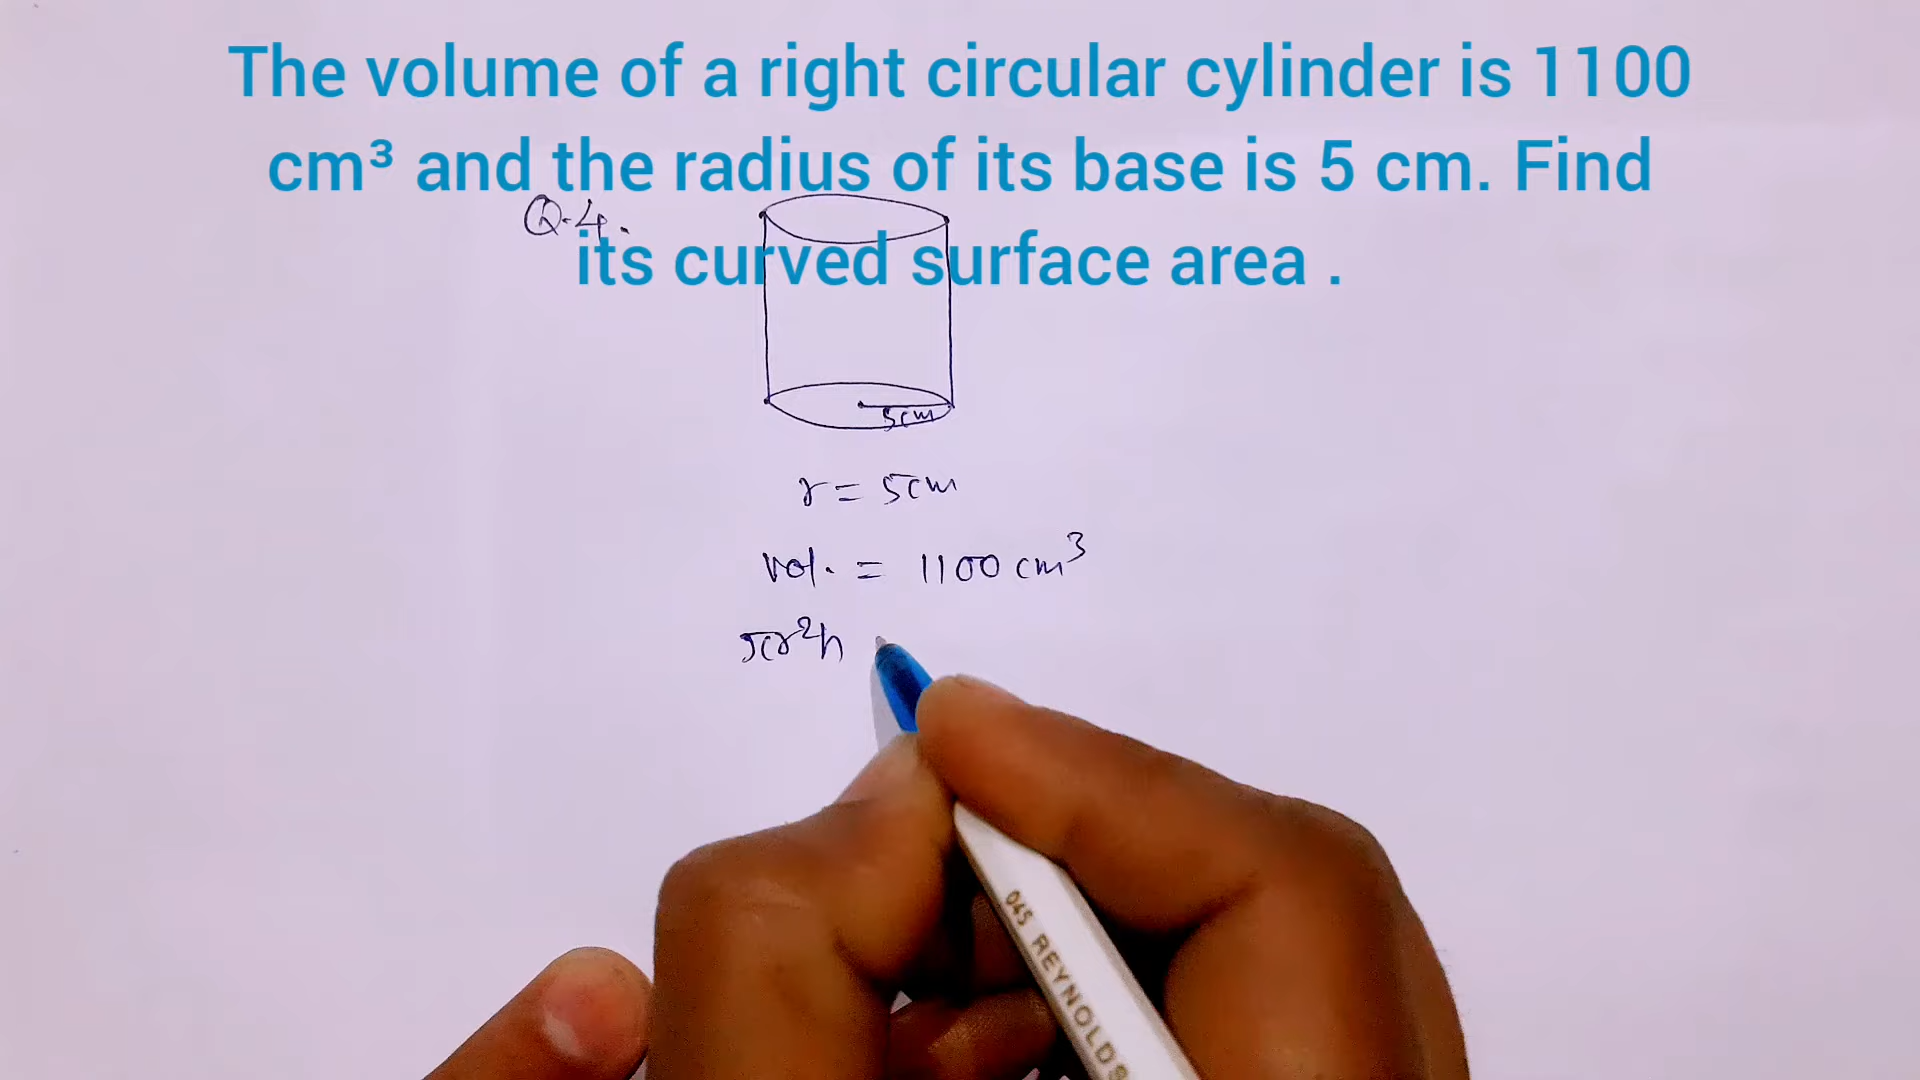 The volume of a right circular cylinder is 1100
cm³ and the radius of its base is 5 cm. Find
its curved surface area .
Q.4.
5cm
r = 5cm
vol. = 1100 cm³
πr²h
045 REYNOLDS